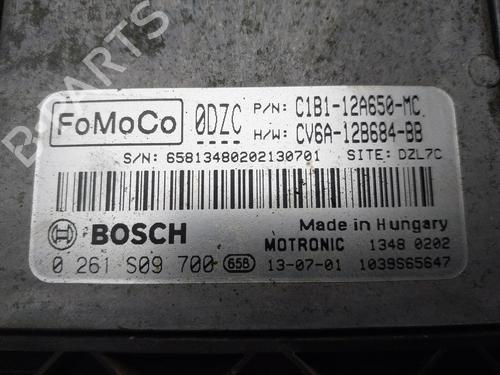 B-PARTS
FoMoCo 0DZC P/N: C1B1-12A650-MC
H/W: CV6A-12B684-BB
S/N: 65813480202130701 SITE: DZL7C
BOSCH Made in Hungary
MOTRONIC 1348 0202
0 261 S09 700 658 13-07-01 1039S65647